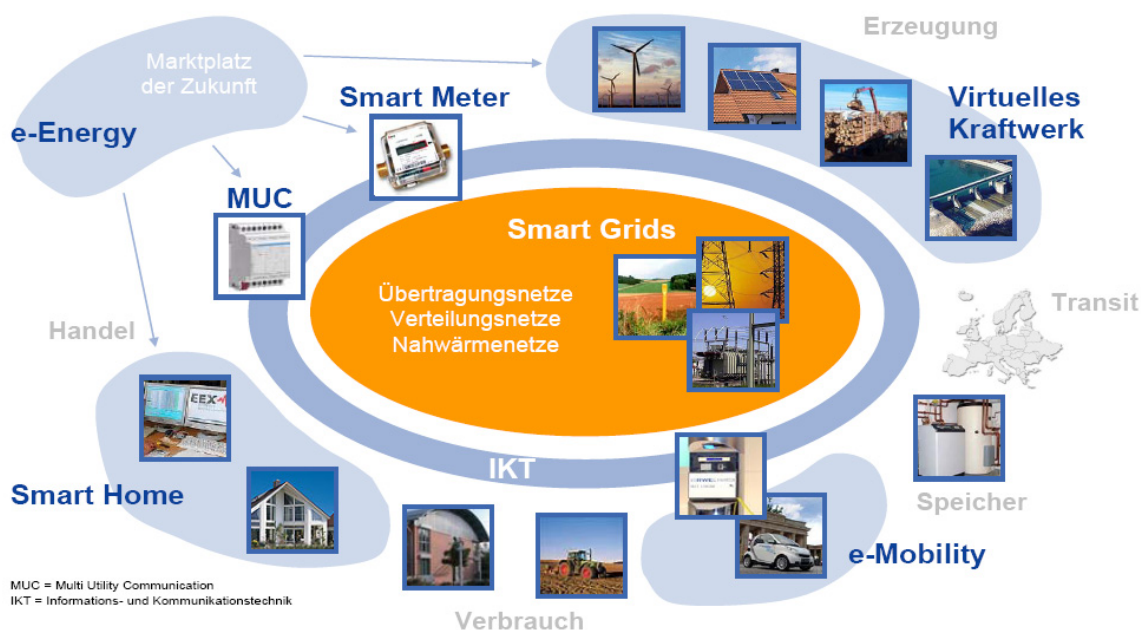 Erzeugung
Marktplatz
der Zukunft
e-Energy
Smart Meter
Virtuelles
Kraftwerk
MUC
Smart Grids
Übertragungsnetze
Verteilungsnetze
Nahwärmenetze
Transit
Handel
EEX
IKT
Smart Home
Speicher
e-Mobility
MUC = Multi Utility Communication
IKT = Informations- und Kommunikationstechnik
Verbrauch